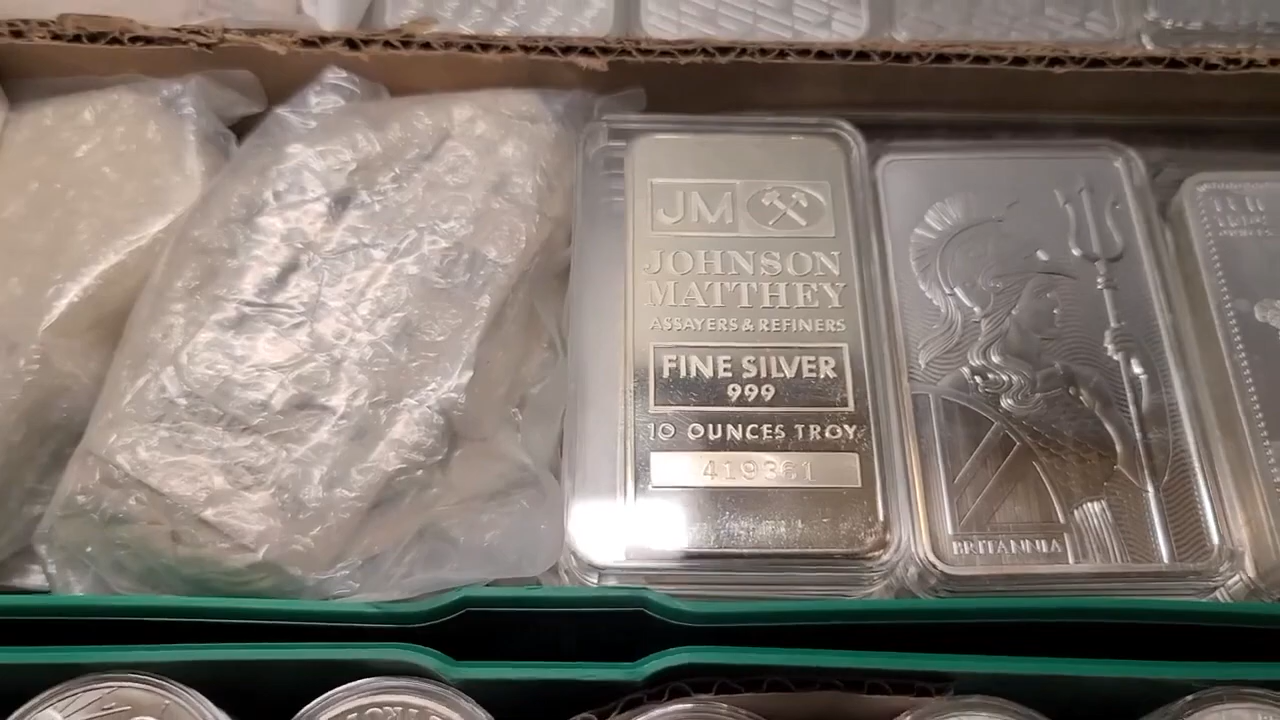 JM
JOHNSON
MATTHEY
ASSAYERS & REFINERS
FINE SILVER
999
10 OUNCES TROY
419361
BRITANNIA